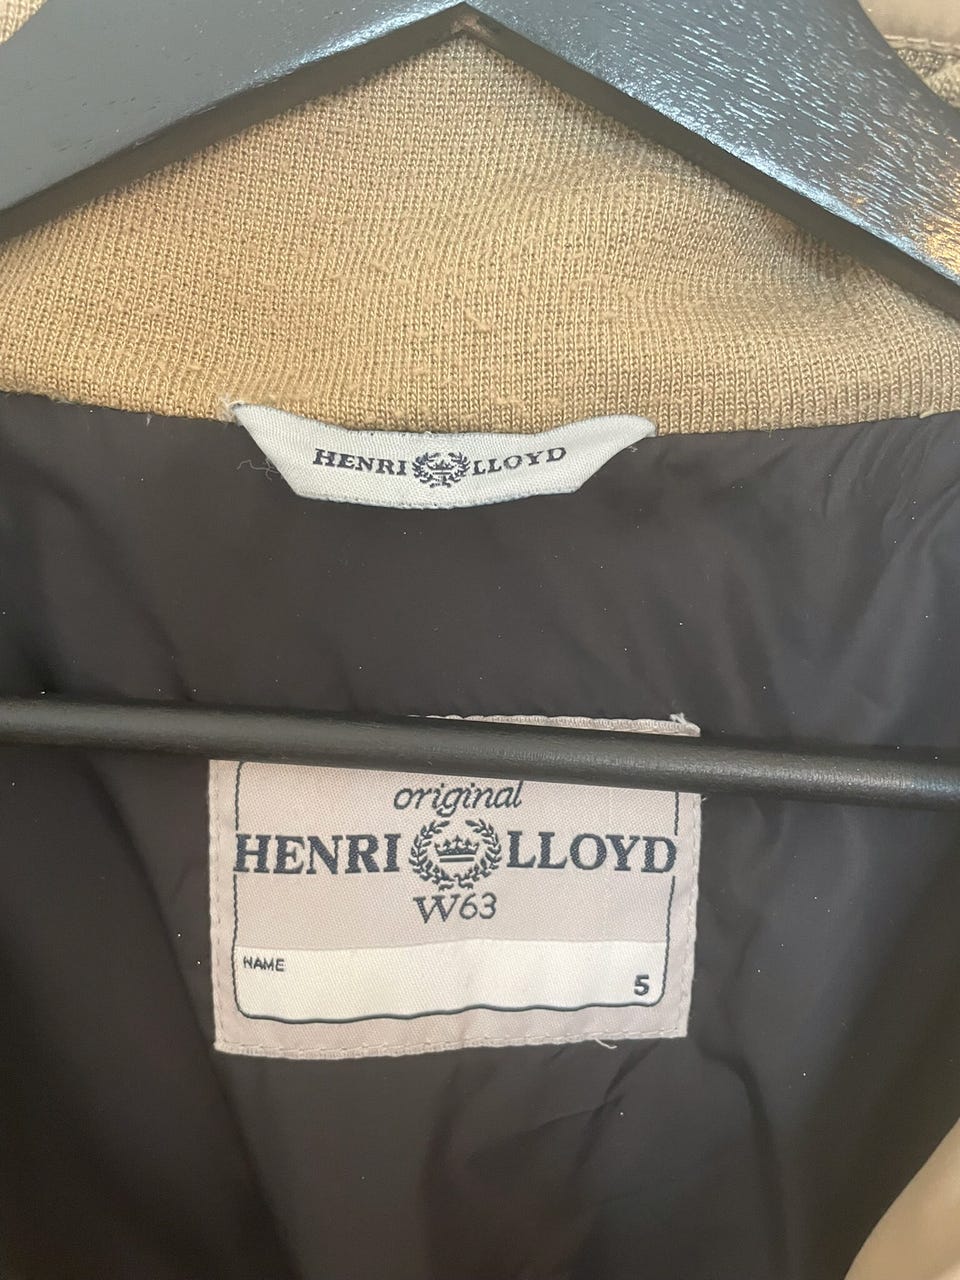 HENRI LLOYD
original
HENRI LLOYD
W63
NAME
5